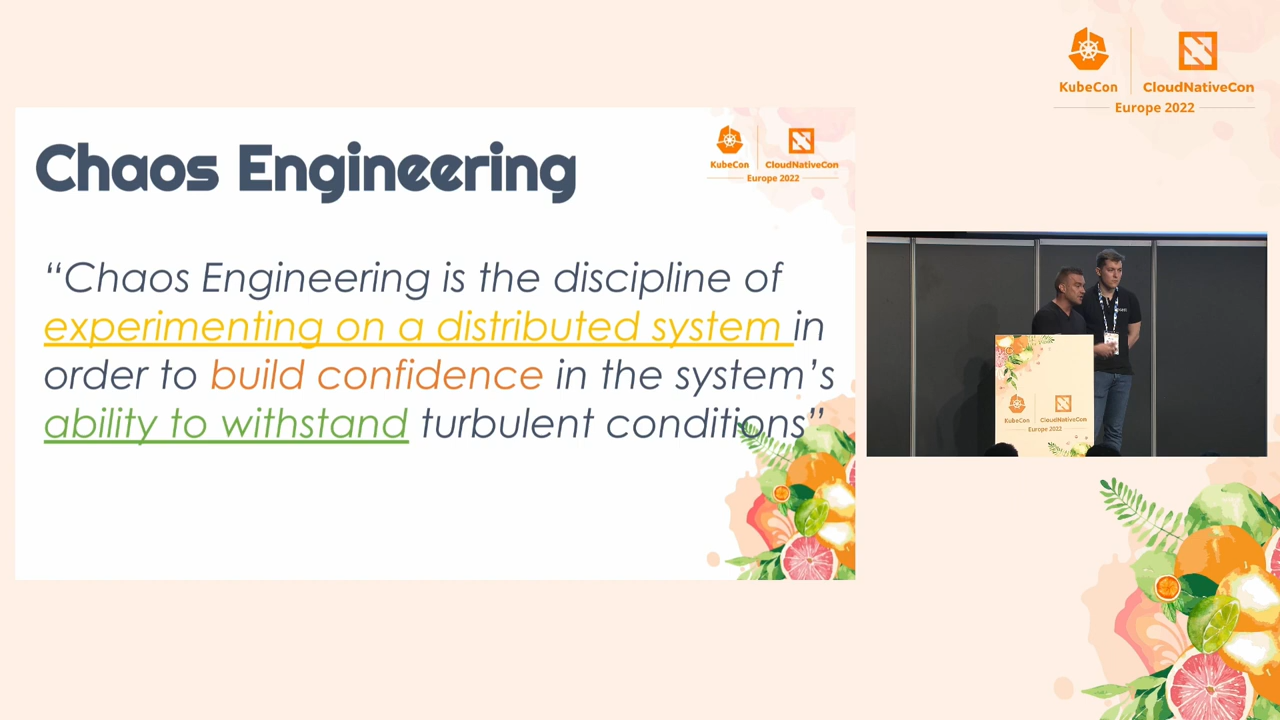 KubeCon
CloudNativeCon
Europe 2022
Chaos Engineering
KubeCon
CloudNativeCon
Europe 2022
“Chaos Engineering is the discipline of
experimenting on a distributed system in
order to build confidence in the system’s
ability to withstand turbulent conditions”
KubeCon
CloudNativeCon
Europe 2022